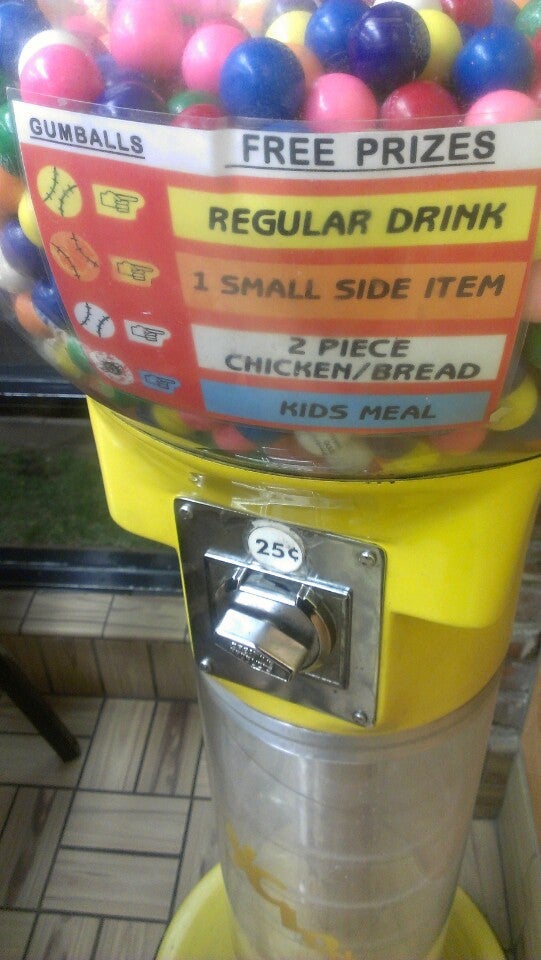 GUMBALLS
FREE PRIZES
REGULAR DRINK
1 SMALL SIDE ITEM
2 PIECE
CHICKEN/BREAD
KIDS MEAL
25¢